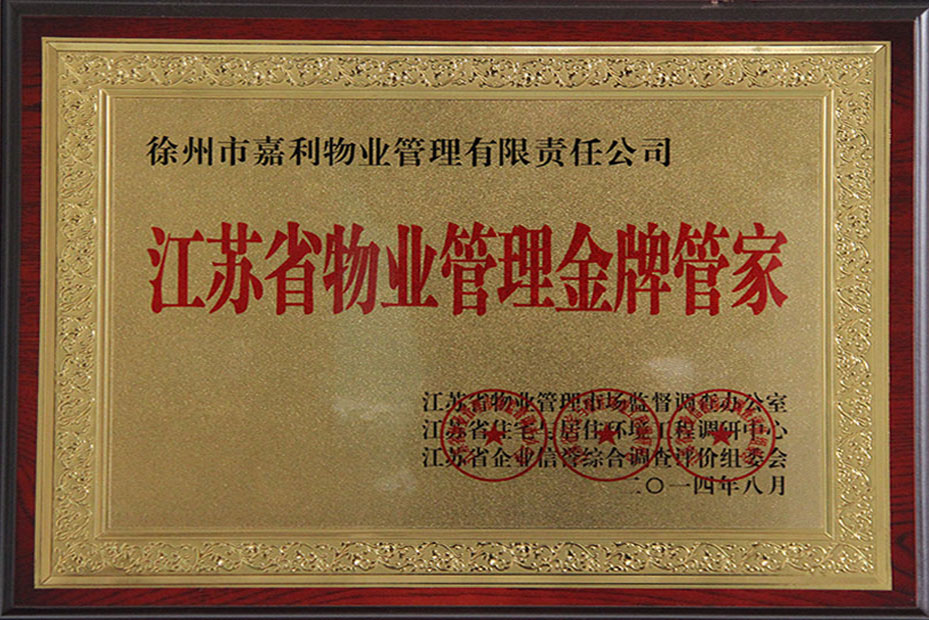 徐州市嘉利物业管理有限责任公司
江苏省物业管理金牌管家
江苏省物业管理市场监督调查办公室
江苏省住宅与居住环境工程调研中心
江苏省企业信誉综合调查评价组委会
二〇一四年八月